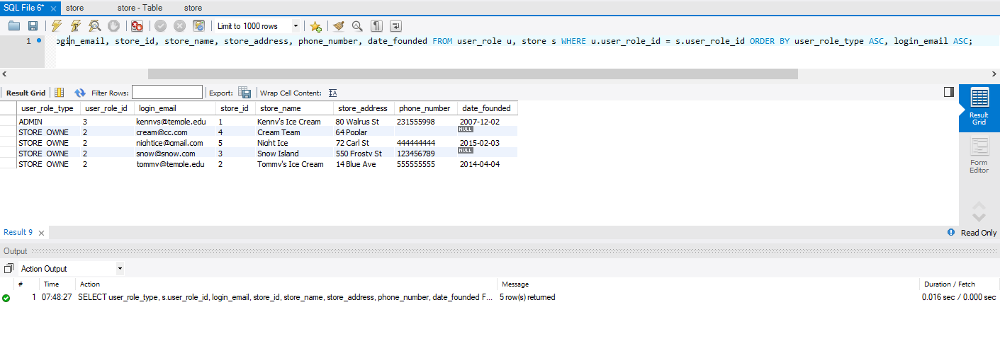 SQL File 6* × store store - Table store
Limit to 1000 rows
1 ogin_email, store_id, store_name, store_address, phone_number, date_founded FROM user_role u, store s WHERE u.user_role_id = s.user_role_id ORDER BY user_role_type ASC, login_email ASC;
Result Grid Filter Rows: Export: Wrap Cell Content:
user_role_type user_role_id login_email store_id store_name store_address phone_number date_founded
ADMIN 3 kennys@temple.edu 1 Kenny's Ice Cream 80 Walrus St 231555998 2007-12-02
STORE_OWNE 2 cream@cc.com 4 Cream Team 64 Poplar NULL
STORE_OWNE 2 nightice@gmail.com 5 Night Ice 72 Carl St 444444444 2015-02-03
STORE_OWNE 2 snow@snow.com 3 Snow Island 550 Frosty St 123456789 NULL
STORE_OWNE 2 tommy@temple.edu 2 Tommy's Ice Cream 14 Blue Ave 555555555 2014-04-04
Result
Grid
Form
Editor
Result 9 × Read Only
Output
Action Output
# Time Action Message Duration / Fetch
1 07:48:27 SELECT user_role_type, s.user_role_id, login_email, store_id, store_name, store_address, phone_number, date_founded F... 5 row(s) returned 0.016 sec / 0.000 sec